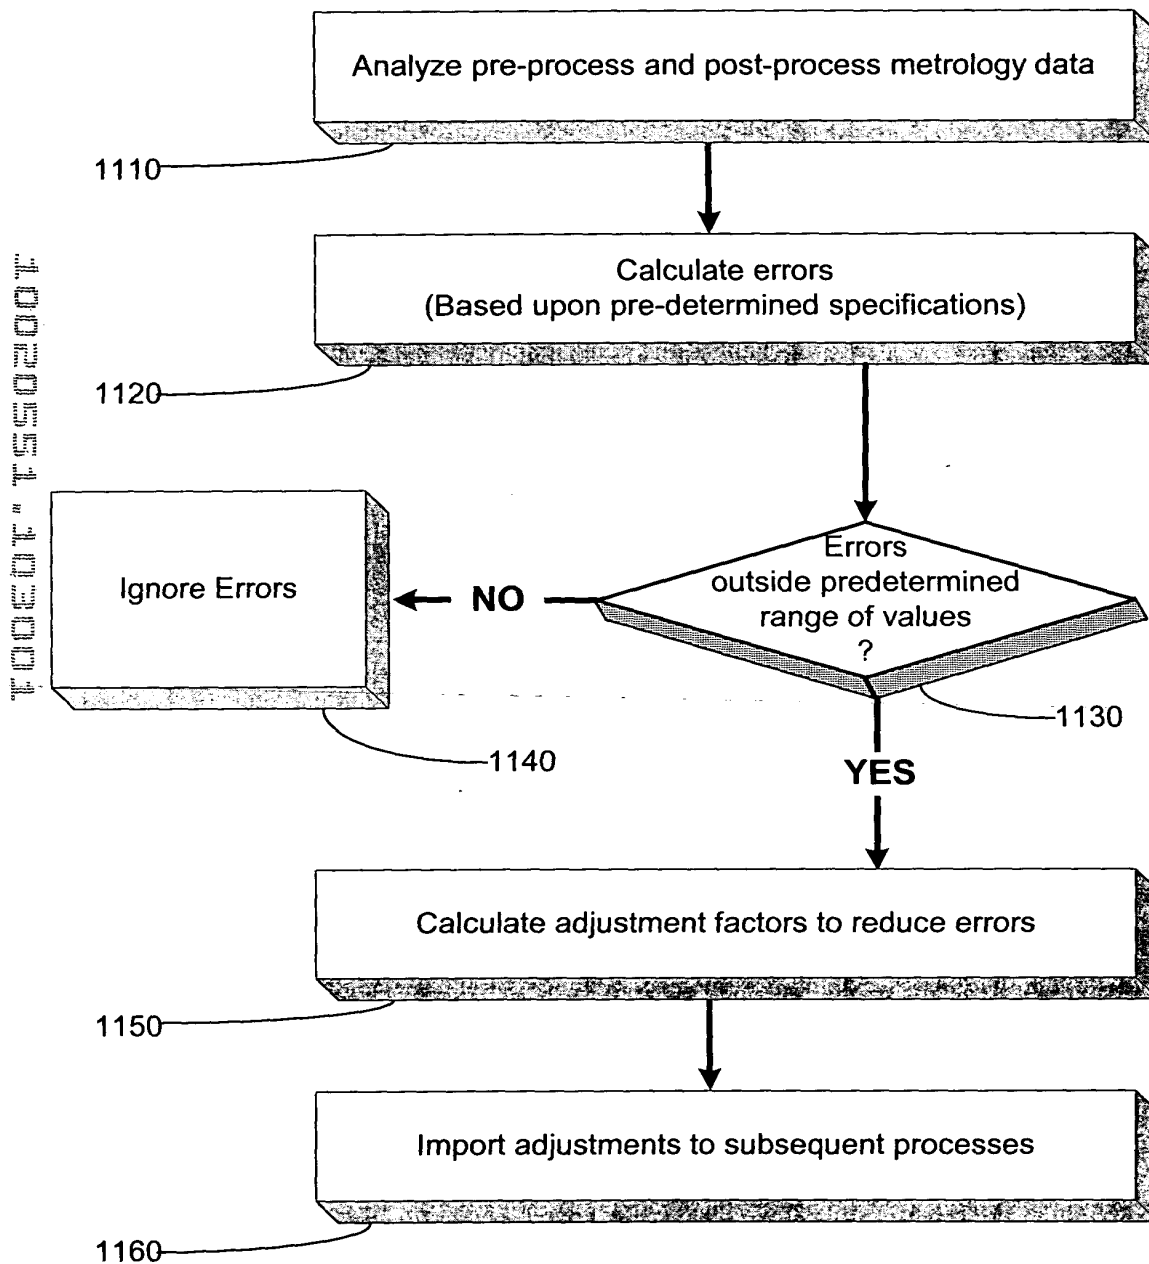 Analyze pre-process and post-process metrology data
1110
Calculate errors
(Based upon pre-determined specifications)
1120
10020551.103001
Errors
outside predetermined
range of values
?
NO
Ignore Errors
1130
1140
YES
Calculate adjustment factors to reduce errors
1150
Import adjustments to subsequent processes
1160